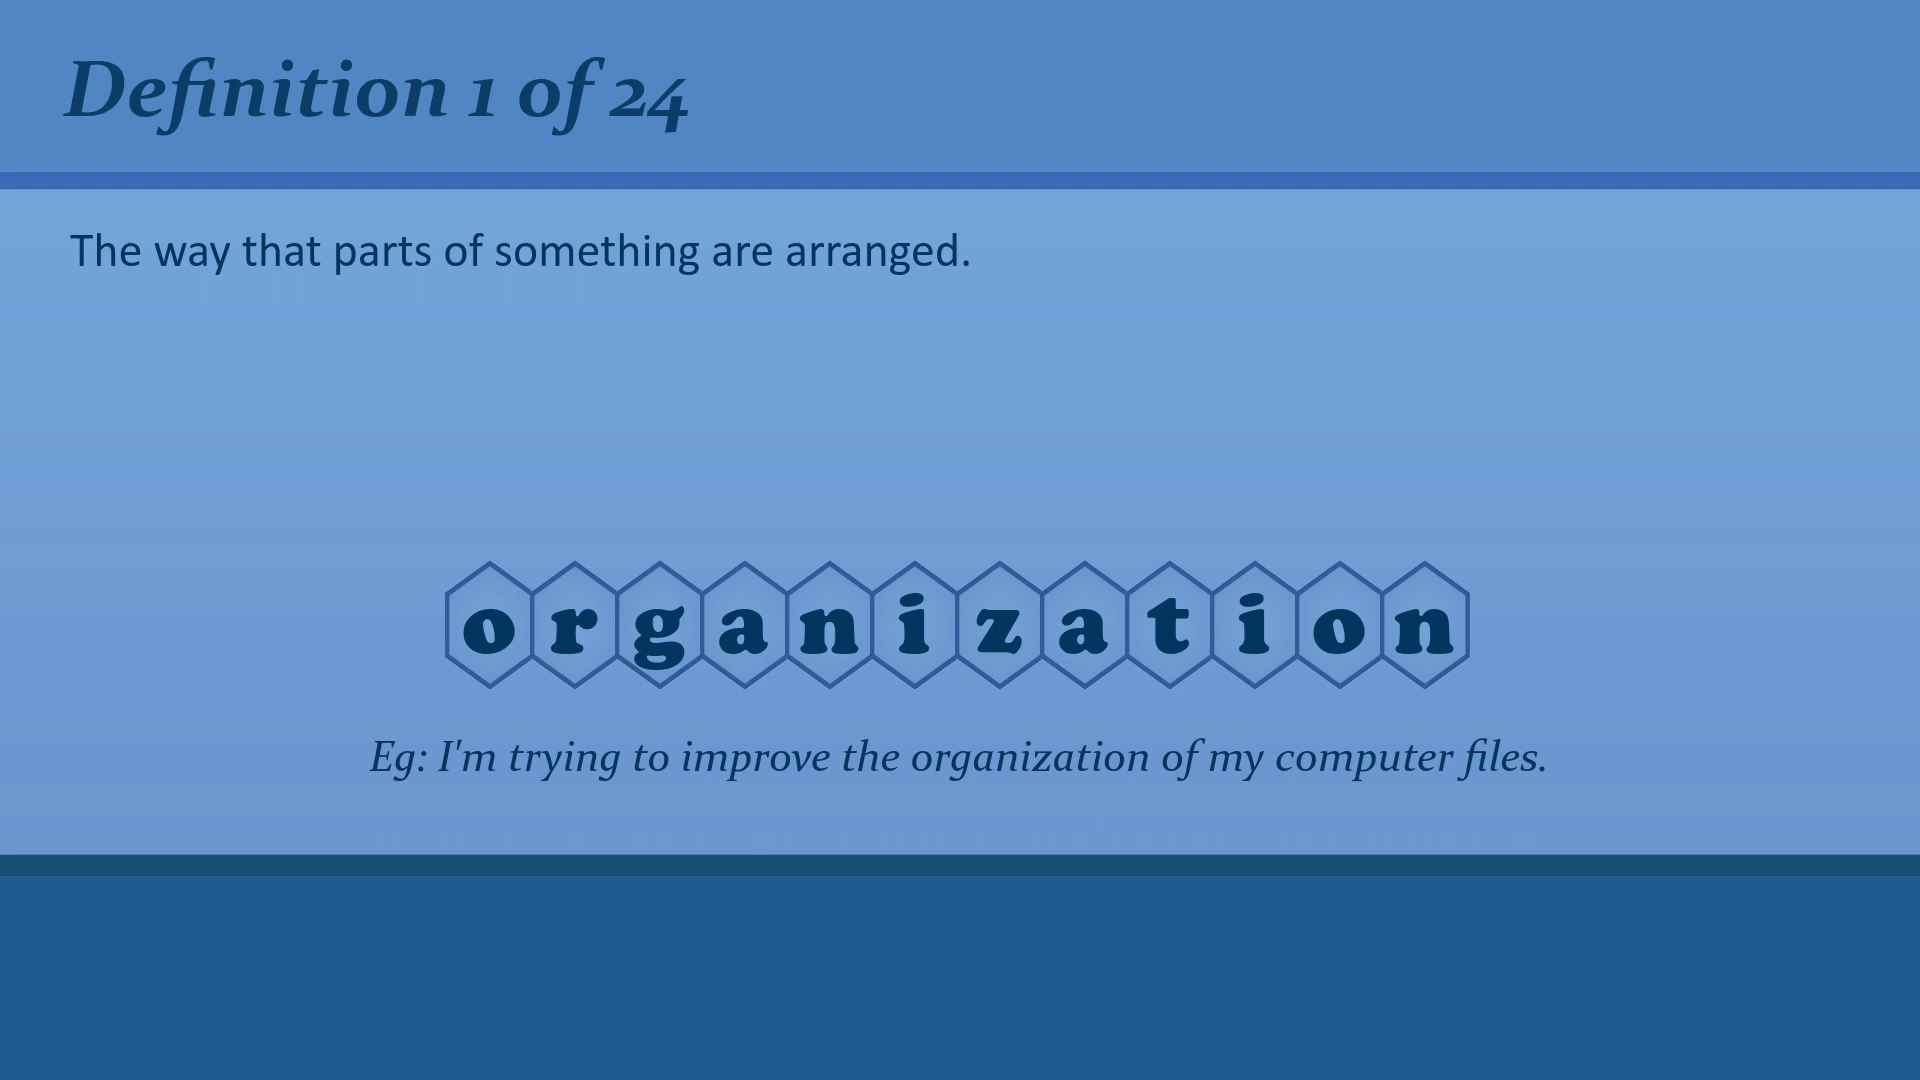 Definition 1 of 24
The way that parts of something are arranged.
organization
Eg: I'm trying to improve the organization of my computer files.